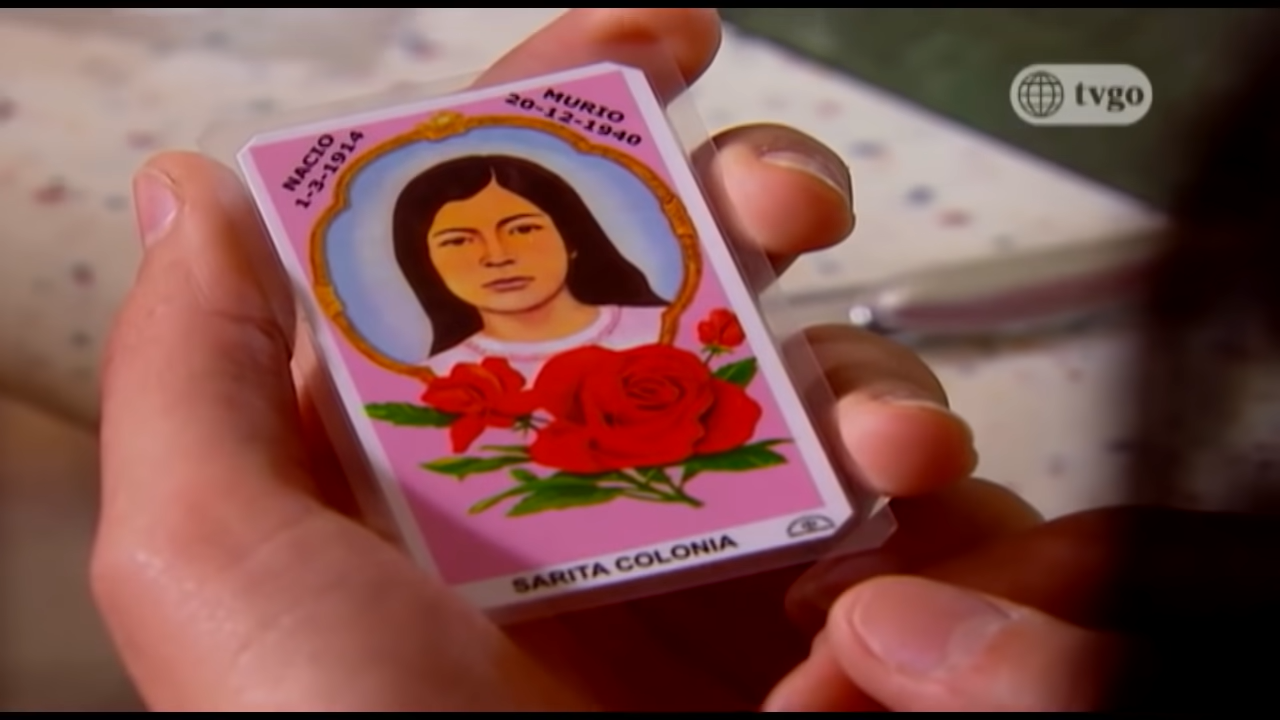 NACIO
1-3-1914
MURIO
20-12-1940
SARITA COLONIA
tvgo